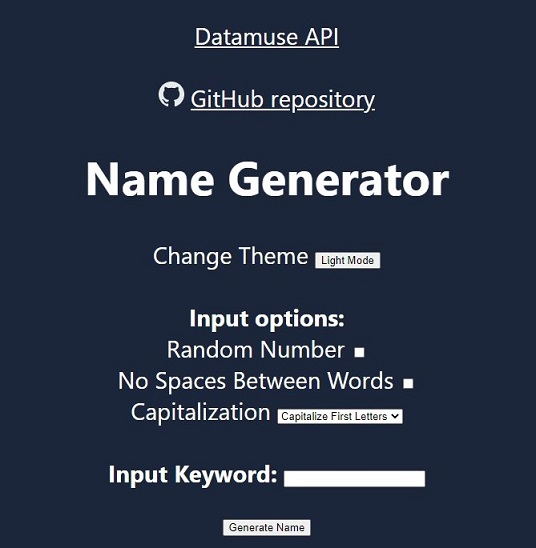 Datamuse API
GitHub repository
Name Generator
Change Theme Light Mode
Input options:
Random Number
No Spaces Between Words
Capitalization Capitalize First Letters
Input Keyword:
Generate Name